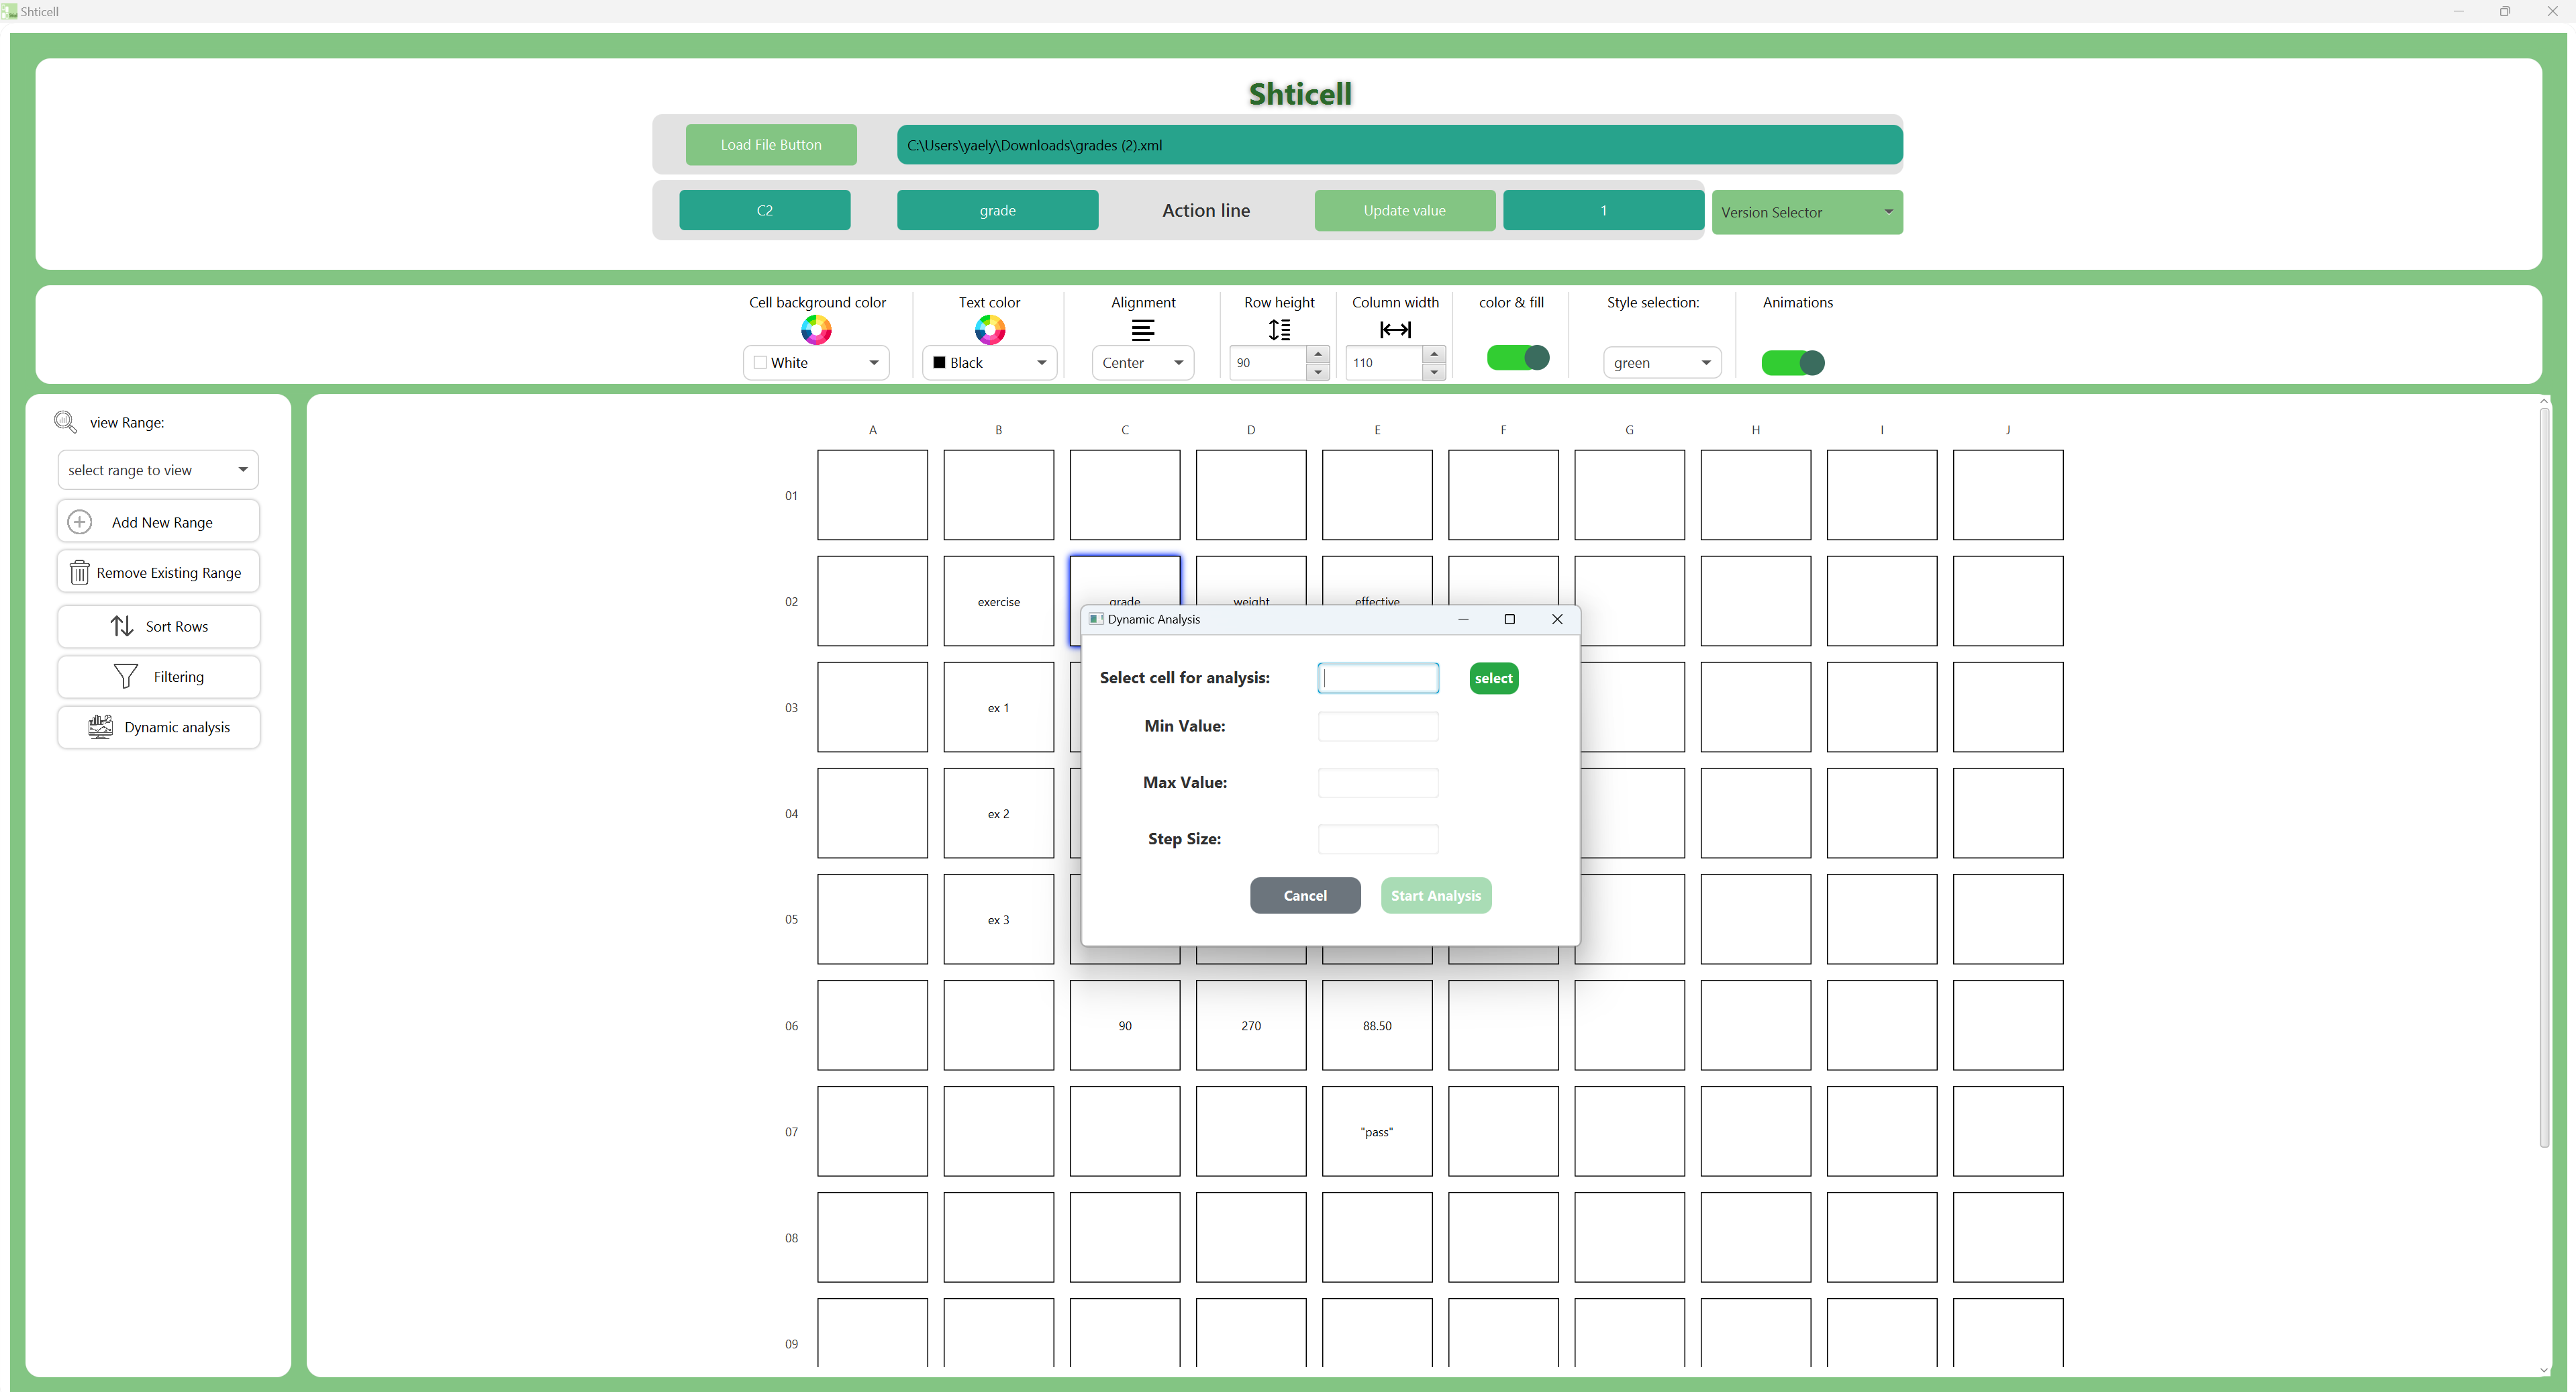 Shticell
Shticell
Load File Button C:\Users\yaely\Downloads\grades (2).xml
C2 grade Action line Update value 1 Version Selector
Cell background color Text color Alignment Row height Column width color & fill Style selection: Animations
White Black Center 90 110 green
view Range:
select range to view
Add New Range
Remove Existing Range
Sort Rows
Filtering
Dynamic analysis
A B C D E F G H I J
01
02 exercise grade weight effective
03 ex 1
04 ex 2
05 ex 3
06 90 270 88.50
07 "pass"
08
09
Dynamic Analysis
Select cell for analysis: select
Min Value:
Max Value:
Step Size:
Cancel Start Analysis